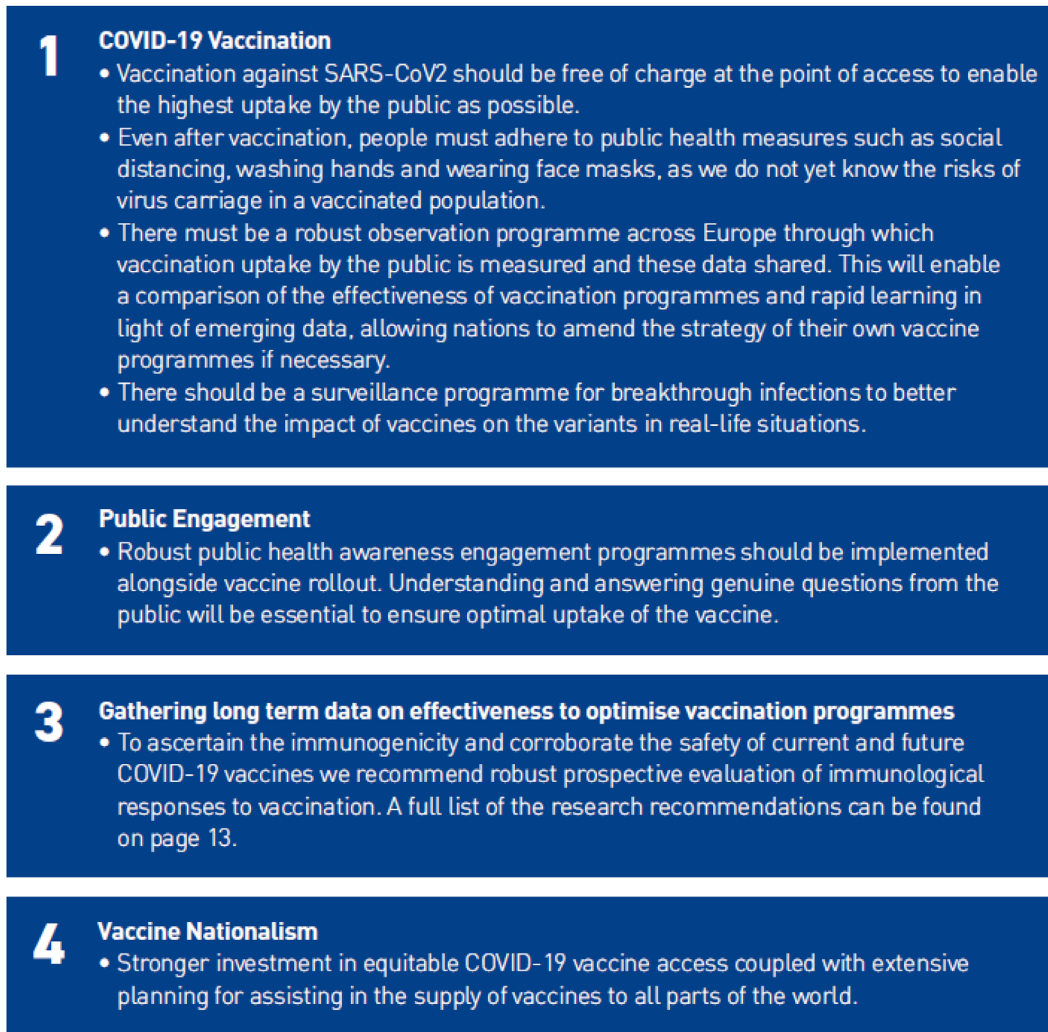 1
COVID-19 Vaccination
• Vaccination against SARS-CoV2 should be free of charge at the point of access to enable
the highest uptake by the public as possible.
• Even after vaccination, people must adhere to public health measures such as social
distancing, washing hands and wearing face masks, as we do not yet know the risks of
virus carriage in a vaccinated population.
• There must be a robust observation programme across Europe through which
vaccination uptake by the public is measured and these data shared. This will enable
a comparison of the effectiveness of vaccination programmes and rapid learning in
light of emerging data, allowing nations to amend the strategy of their own vaccine
programmes if necessary.
• There should be a surveillance programme for breakthrough infections to better
understand the impact of vaccines on the variants in real-life situations.
2
Public Engagement
• Robust public health awareness engagement programmes should be implemented
alongside vaccine rollout. Understanding and answering genuine questions from the
public will be essential to ensure optimal uptake of the vaccine.
3
Gathering long term data on effectiveness to optimise vaccination programmes
• To ascertain the immunogenicity and corroborate the safety of current and future
COVID-19 vaccines we recommend robust prospective evaluation of immunological
responses to vaccination. A full list of the research recommendations can be found
on page 13.
4
Vaccine Nationalism
• Stronger investment in equitable COVID-19 vaccine access coupled with extensive
planning for assisting in the supply of vaccines to all parts of the world.